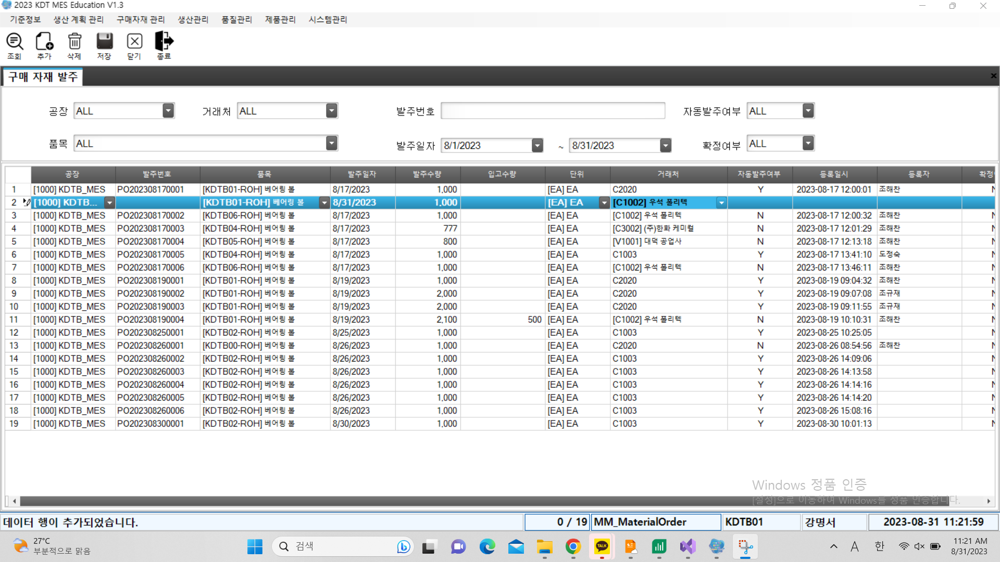 2023 KDT MES Education V1.3
기준정보 생산 계획 관리 구매자재 관리 생산관리 품질관리 제품관리 시스템관리
조회 추가 삭제 저장 닫기 종료
구매 자재 발주
공장 ALL 거래처 ALL 발주번호 자동발주여부 ALL
품목 ALL 발주일자 8/1/2023 ~ 8/31/2023 확정여부 ALL
공장 발주번호 품목 발주일자 발주수량 입고수량 단위 거래처 자동발주여부 등록일시 등록자 확정
1 [1000] KDTB_MES PO202308170001 [KDTB01-ROH] 베어링 볼 8/17/2023 1,000 [EA] EA C2020 Y 2023-08-17 12:00:01 조해찬
2 [1000] KDTB... [KDTB01-ROH] 베어링 볼 8/31/2023 1,000 [EA] EA [C1002] 우석 폴리텍
3 [1000] KDTB_MES PO202308170002 [KDTB06-ROH] 베어링 볼 8/17/2023 1,000 [EA] EA [C1002] 우석 폴리텍 N 2023-08-17 12:00:32 조해찬 N
4 [1000] KDTB_MES PO202308170003 [KDTB04-ROH] 베어링 볼 8/17/2023 777 [EA] EA [C3002] (주)한화 케미컬 N 2023-08-17 12:01:29 조해찬 N
5 [1000] KDTB_MES PO202308170004 [KDTB05-ROH] 베어링 볼 8/17/2023 800 [EA] EA [V1001] 대덕 공업사 N 2023-08-17 12:13:18 조해찬 N
6 [1000] KDTB_MES PO202308170005 [KDTB04-ROH] 베어링 볼 8/17/2023 1,000 [EA] EA C1003 Y 2023-08-17 13:41:10 도정숙 N
7 [1000] KDTB_MES PO202308170006 [KDTB06-ROH] 베어링 볼 8/17/2023 1,000 [EA] EA [C1002] 우석 폴리텍 N 2023-08-17 13:46:11 조해찬 N
8 [1000] KDTB_MES PO202308190001 [KDTB01-ROH] 베어링 볼 8/19/2023 1,000 [EA] EA C2020 Y 2023-08-19 09:04:32 조해찬 N
9 [1000] KDTB_MES PO202308190002 [KDTB01-ROH] 베어링 볼 8/19/2023 2,000 [EA] EA C2020 Y 2023-08-19 09:07:08 조규재 N
10 [1000] KDTB_MES PO202308190003 [KDTB01-ROH] 베어링 볼 8/19/2023 2,000 [EA] EA C2020 Y 2023-08-19 09:11:55 조규재 N
11 [1000] KDTB_MES PO202308190004 [KDTB01-ROH] 베어링 볼 8/19/2023 2,100 500 [EA] EA [C1002] 우석 폴리텍 N 2023-08-19 10:10:31 조해찬 N
12 [1000] KDTB_MES PO202308250001 [KDTB02-ROH] 베어링 볼 8/25/2023 1,000 [EA] EA C1003 Y 2023-08-25 10:25:05 N
13 [1000] KDTB_MES PO202308260001 [KDTB00-ROH] 베어링 볼 8/26/2023 1,000 [EA] EA C2020 N 2023-08-26 08:54:56 조해찬 N
14 [1000] KDTB_MES PO202308260002 [KDTB02-ROH] 베어링 볼 8/26/2023 1,000 [EA] EA C1003 Y 2023-08-26 14:09:06 N
15 [1000] KDTB_MES PO202308260003 [KDTB02-ROH] 베어링 볼 8/26/2023 1,000 [EA] EA C1003 Y 2023-08-26 14:13:58 N
16 [1000] KDTB_MES PO202308260004 [KDTB02-ROH] 베어링 볼 8/26/2023 1,000 [EA] EA C1003 Y 2023-08-26 14:14:16 N
17 [1000] KDTB_MES PO202308260005 [KDTB02-ROH] 베어링 볼 8/26/2023 1,000 [EA] EA C1003 Y 2023-08-26 14:14:20 N
18 [1000] KDTB_MES PO202308260006 [KDTB02-ROH] 베어링 볼 8/26/2023 1,000 [EA] EA C1003 Y 2023-08-26 15:08:16 N
19 [1000] KDTB_MES PO202308300001 [KDTB02-ROH] 베어링 볼 8/30/2023 1,000 [EA] EA C1003 Y 2023-08-30 10:01:13 N
Windows 정품 인증
[설정]으로 이동하여 Windows를 정품 인증합니다.
데이터 행이 추가되었습니다. 0 / 19 MM_MaterialOrder KDTB01 강명서 2023-08-31 11:21:59
27°C
부분적으로 맑음
검색
TALK
A 한
11:21 AM
8/31/2023